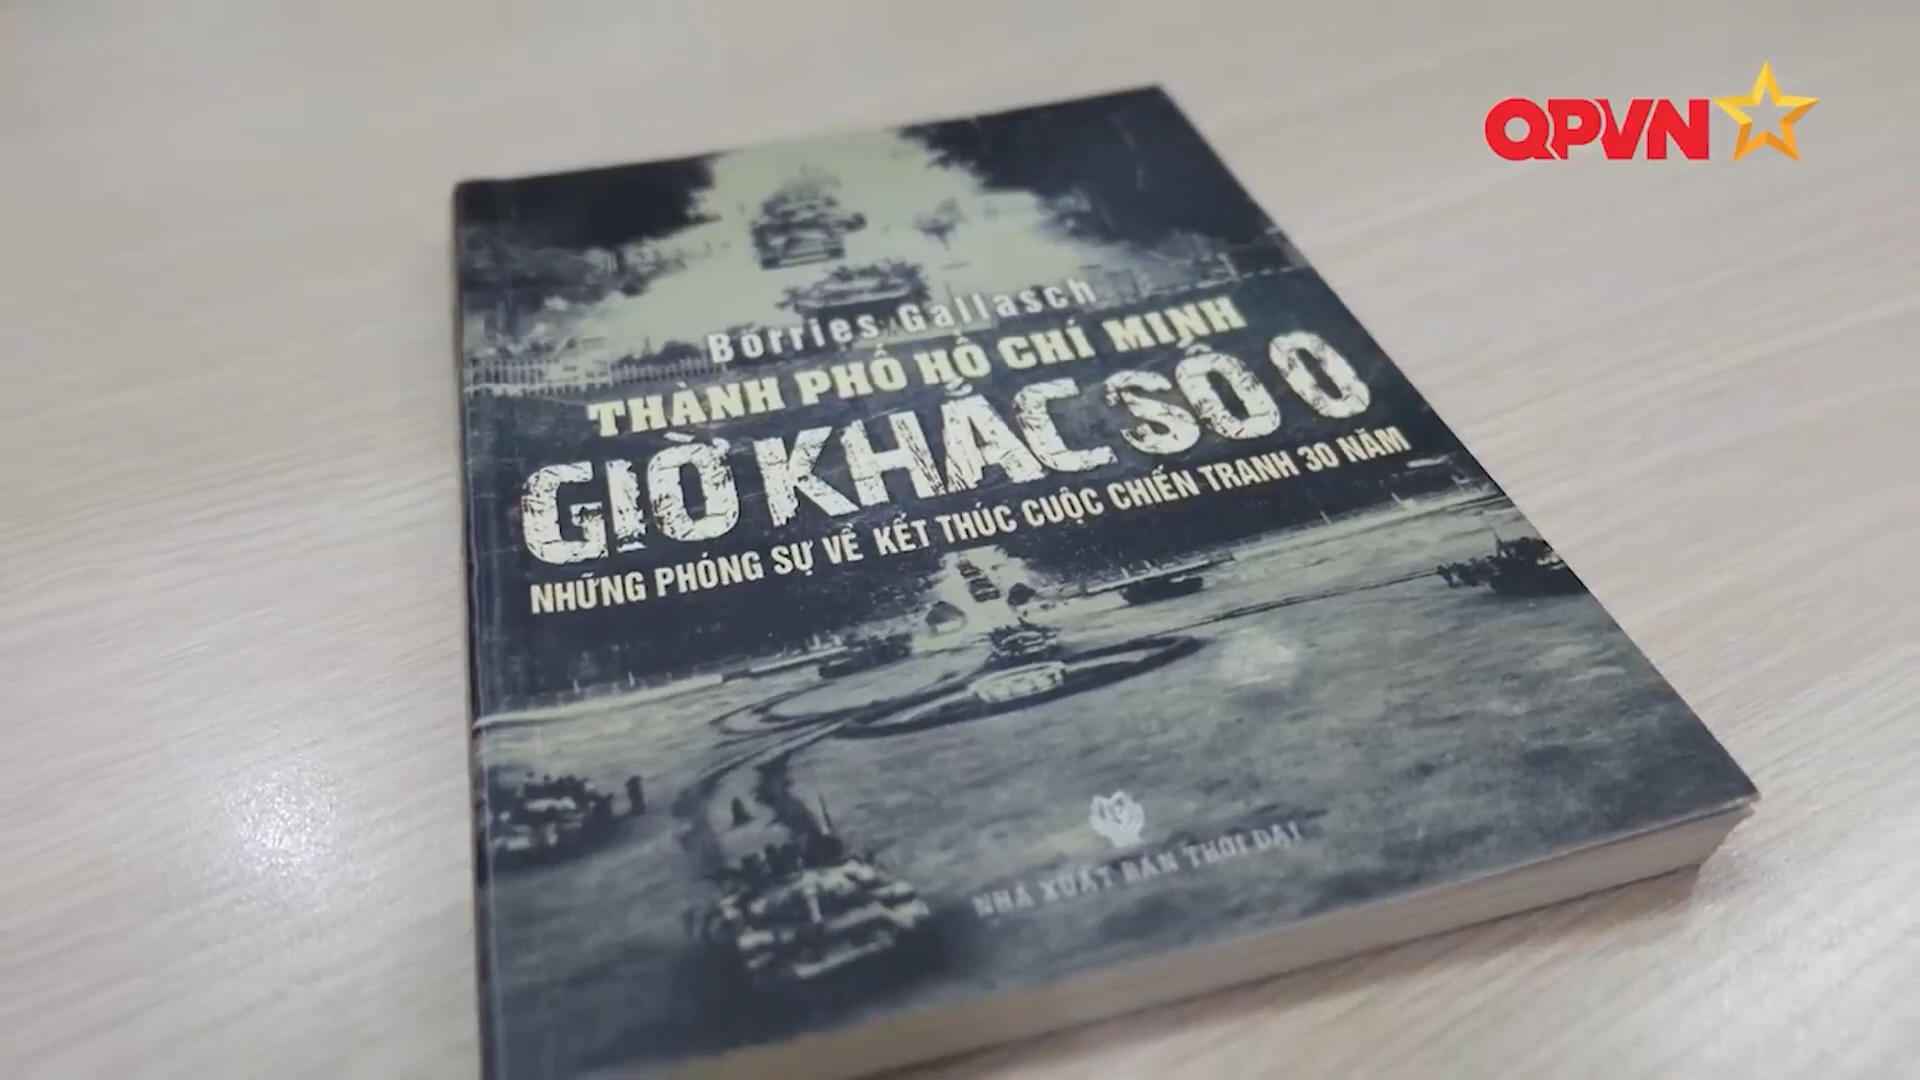 QPVN
Börries Gallasch
THÀNH PHỐ HỒ CHÍ MINH
GIỜ KHẮC SỐ 0
NHỮNG PHÓNG SỰ VỀ KẾT THÚC CUỘC CHIẾN TRANH 30 NĂM
NHÀ XUẤT BẢN THỜI ĐẠI